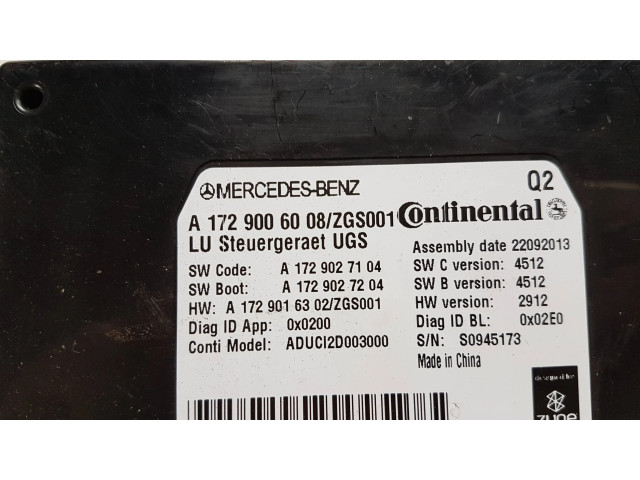 MERCEDES-BENZ
Q2
A 172 900 60 08/ZGS001
Continental
LU Steuergeraet UGS
Assembly date 22092013
SW Code: A 172 902 71 04
SW C version: 4512
SW Boot: A 172 902 72 04
SW B version: 4512
HW: A 172 901 63 02/ZGS001
HW version: 2912
Diag ID App: 0x0200
Diag ID BL: 0x02E0
Conti Model: ADUCI2D003000
S/N: S0945173
Made in China